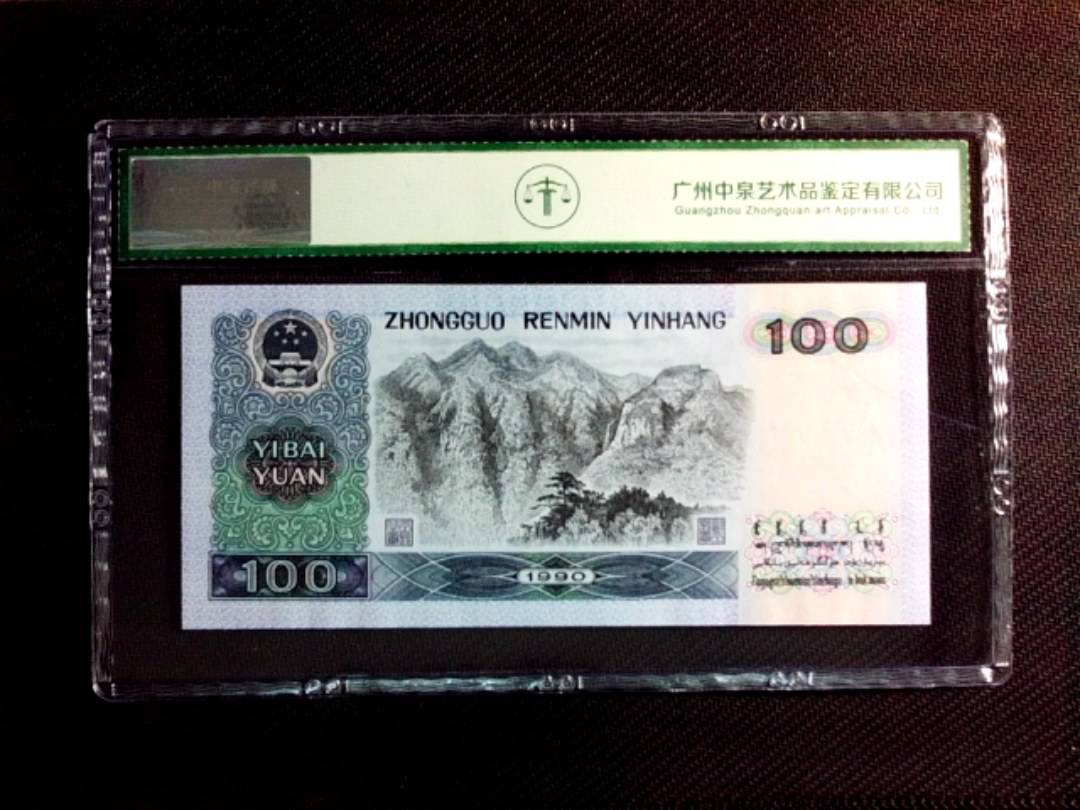 广州中泉艺术品鉴定有限公司
Guangzhou Zhongquan art Appraisal Co Ltd
ZHONGGUO RENMIN YINHANG
100
YIBAI
YUAN
100
1990